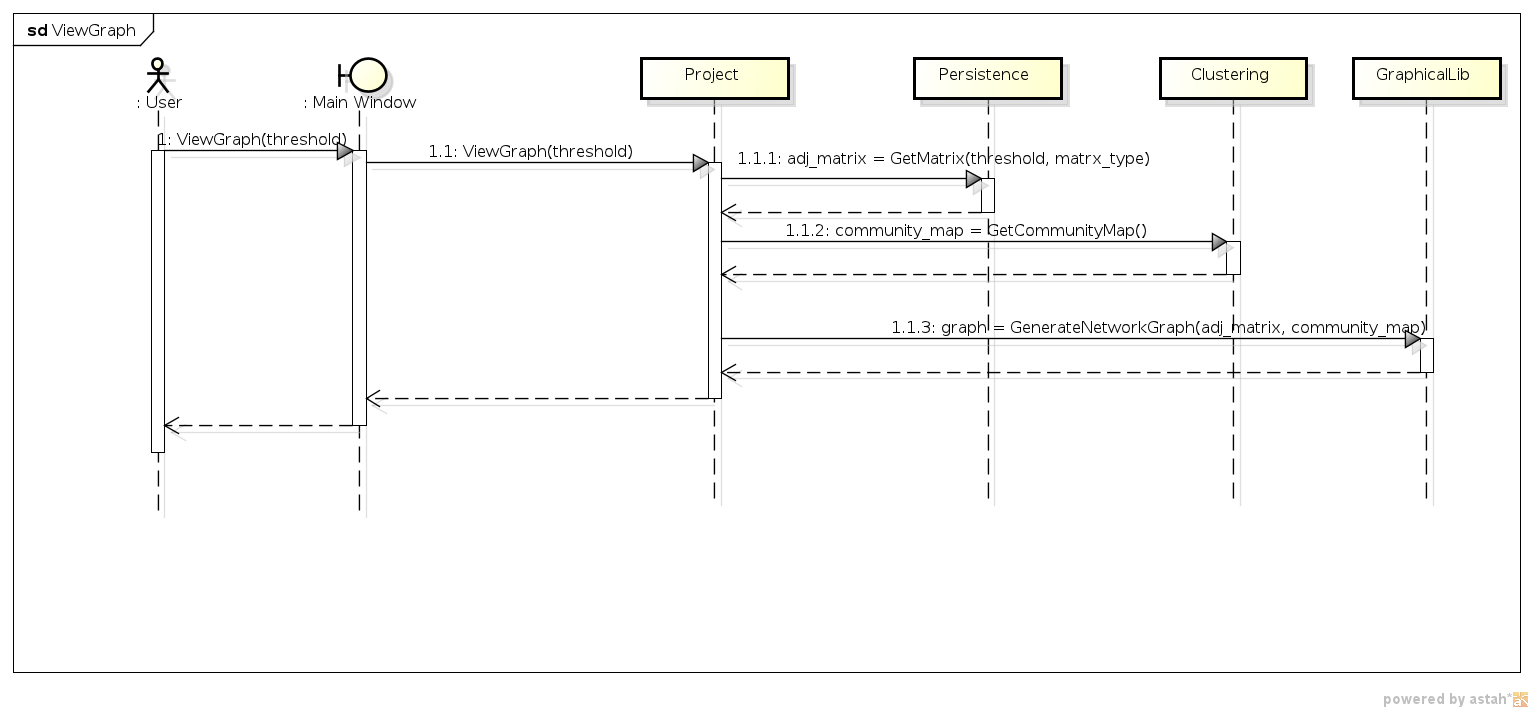 sd ViewGraph
: User
: Main Window
Project
Persistence
Clustering
GraphicalLib
1: ViewGraph(threshold)
1.1: ViewGraph(threshold)
1.1.1: adj_matrix = GetMatrix(threshold, matrx_type)
1.1.2: community_map = GetCommunityMap()
1.1.3: graph = GenerateNetworkGraph(adj_matrix, community_map)
powered by astah*